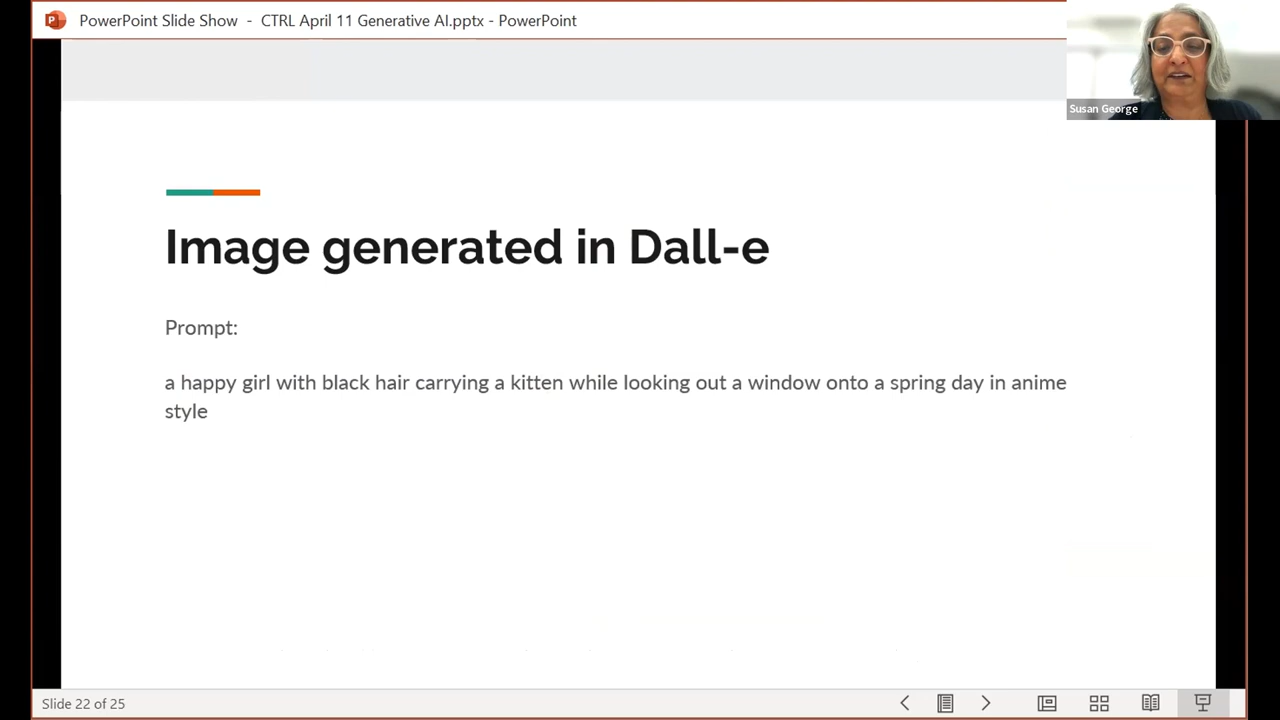 PowerPoint Slide Show - CTRL April 11 Generative AI.pptx - PowerPoint
Susan George
Image generated in Dall-e
Prompt:
a happy girl with black hair carrying a kitten while looking out a window onto a spring day in anime
style
Slide 22 of 25